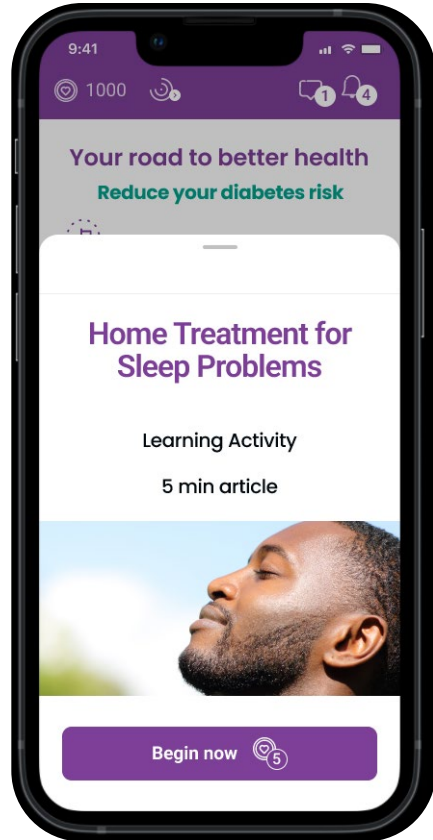 9:41
1000
1
4
Your road to better health
Reduce your diabetes risk
Home Treatment for
Sleep Problems
Learning Activity
5 min article
Begin now 5